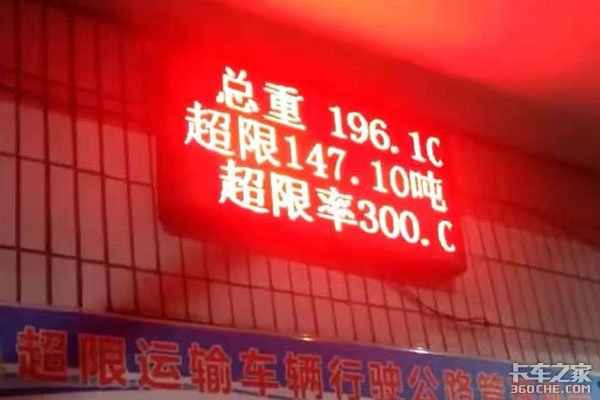 总重 196.1C
超限147.10吨
超限率300.C
超限运输车辆行驶公路管
卡车之家
360CHE.COM